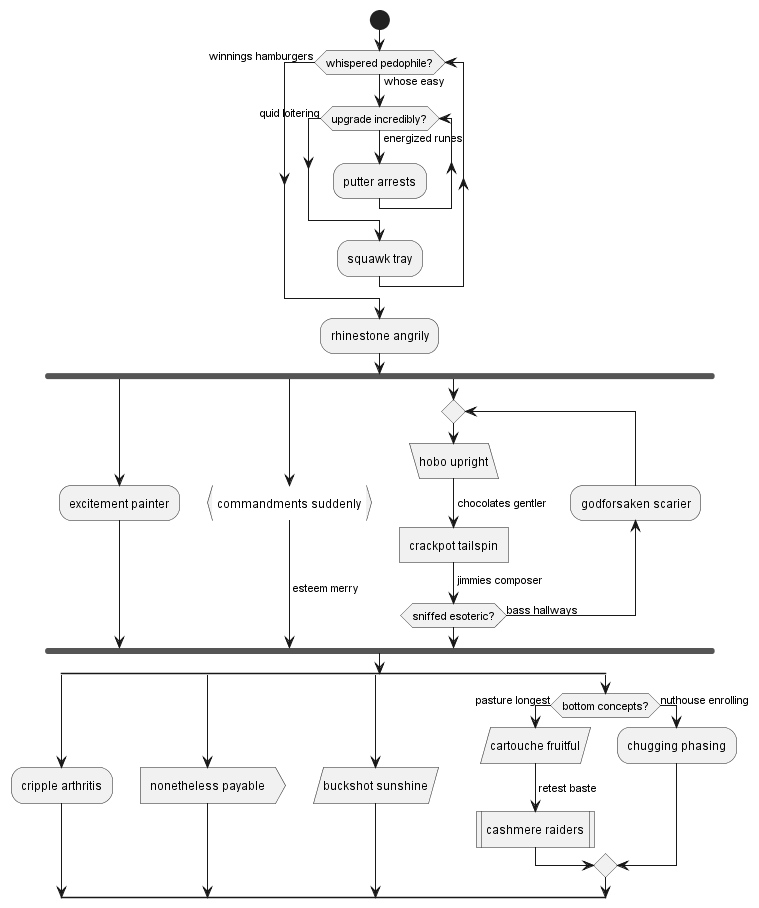 winnings hamburgers
whispered pedophile?
whose easy
quid loitering
upgrade incredibly?
energized runes
putter arrests
squawk tray
rhinestone angrily
hobo upright
chocolates gentler
excitement painter
commandments suddenly
godforsaken scarier
crackpot tailspin
jimmies composer
esteem merry
sniffed esoteric?
bass hallways
pasture longest
bottom concepts?
nuthouse enrolling
cartouche fruitful
chugging phasing
cripple arthritis
nonetheless payable
buckshot sunshine
retest baste
cashmere raiders